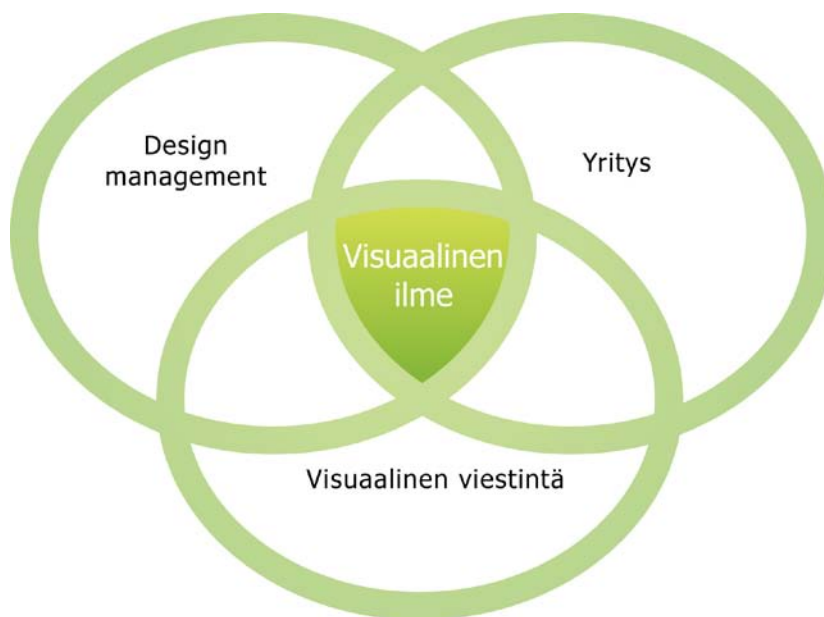 Design
management
Yritys
Visuaalinen
ilme
Visuaalinen viestintä